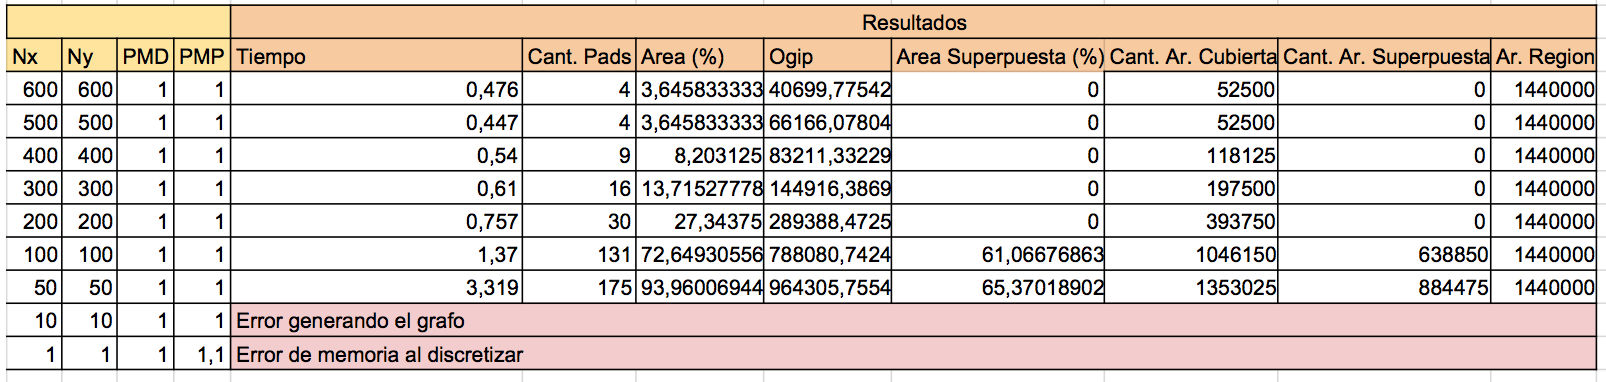 Resultados
Nx Ny PMD PMP Tiempo Cant. Pads Area (%) Ogip Area Superpuesta (%) Cant. Ar. Cubierta Cant. Ar. Superpuesta Ar. Region
600 600 1 1 0,476 4 3,645833333 40699,77542 0 52500 0 1440000
500 500 1 1 0,447 4 3,645833333 66166,07804 0 52500 0 1440000
400 400 1 1 0,54 9 8,203125 83211,33229 0 118125 0 1440000
300 300 1 1 0,61 16 13,71527778 144916,3869 0 197500 0 1440000
200 200 1 1 0,757 30 27,34375 289388,4725 0 393750 0 1440000
100 100 1 1 1,37 131 72,64930556 788080,7424 61,06676863 1046150 638850 1440000
50 50 1 1 3,319 175 93,96006944 964305,7554 65,37018902 1353025 884475 1440000
10 10 1 1 Error generando el grafo
1 1 1 1,1 Error de memoria al discretizar